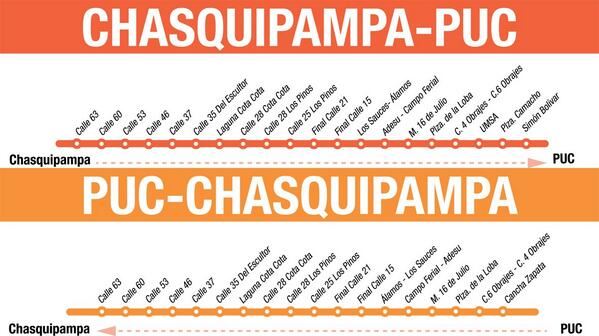 CHASQUIPAMPA-PUC
Calle 63
Calle 60
Calle 53
Calle 46
Calle 37
Calle 35 Del Escultor
Laguna Cota Cota
Calle 28 Cota Cota
Calle 28 Los Pinos
Calle 25 Los Pinos
Final Calle 21
Final Calle 15
Los Sauces- Álamos
Adesu - Campo Ferial
M. 16 de Julio
Plza. de la Loba
C. 4 Obrajes - C.6 Obrajes
UMSA
Plza. Camacho
Simón Bolívar
Chasquipampa
PUC
PUC-CHASQUIPAMPA
Calle 63
Calle 60
Calle 53
Calle 46
Calle 37
Calle 35 Del Escultor
Laguna Cota Cota
Calle 28 Cota Cota
Calle 28 Los Pinos
Calle 25 Los Pinos
Final Calle 21
Final Calle 15
Álamos - Los Sauces
Campo Ferial - Adesu
M. 16 de Julio
Plza. de la Loba
C.6 Obrajes - C. 4 Obrajes
Cancha Zapata
Chasquipampa
PUC